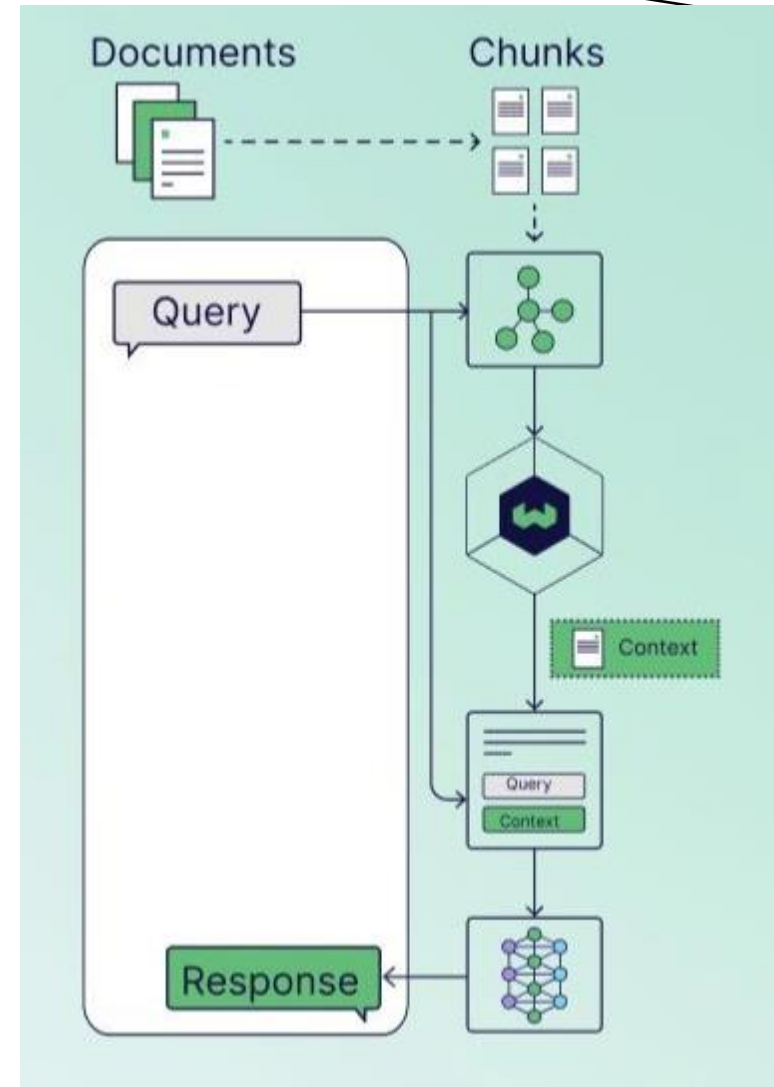 Documents
Chunks
Query
Context
Query
Context
Response